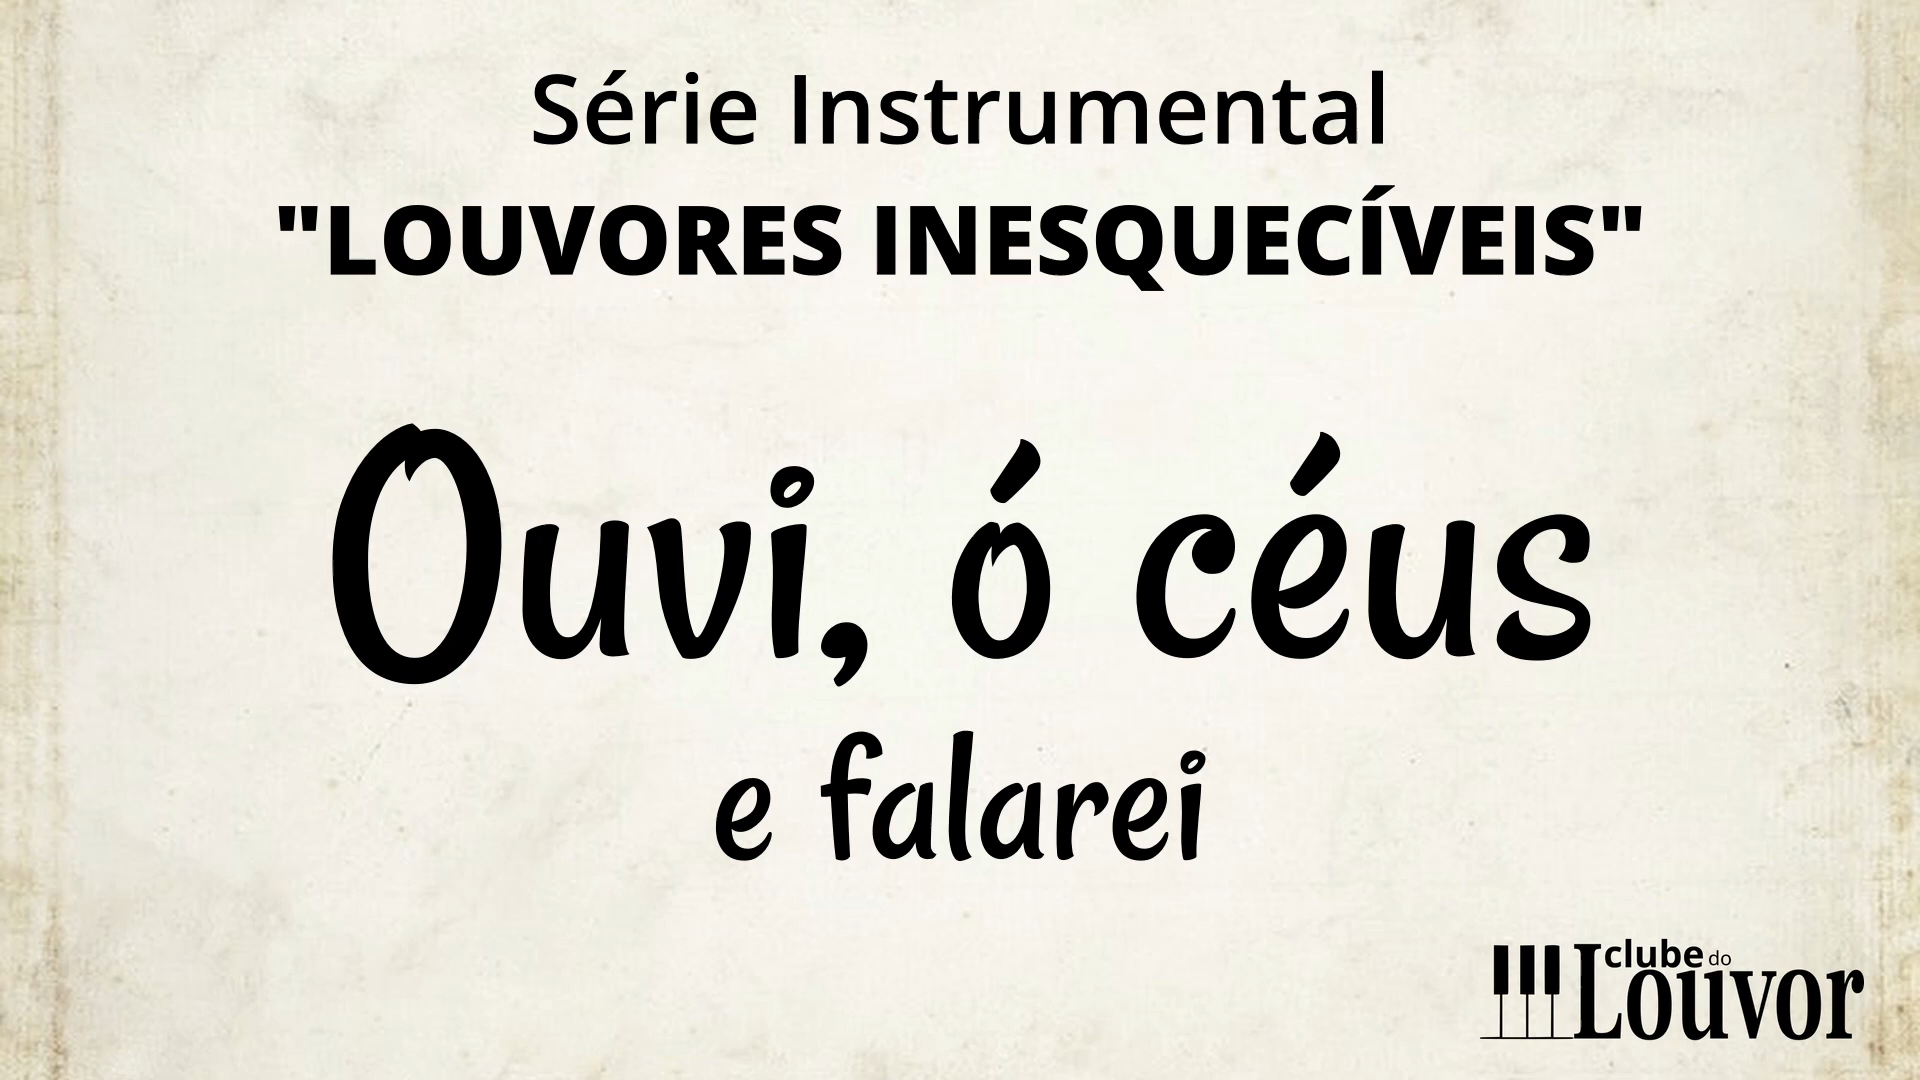 Série Instrumental
"LOUVORES INESQUECÍVEIS"
Ouvi, ó céus
e falarei
clube do
Louvor